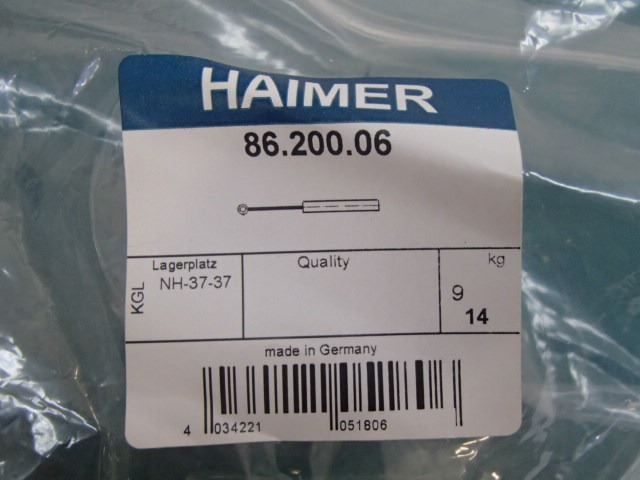 HAIMER
86.200.06
KGL
Lagerplatz
NH-37-37
Quality
kg
9
14
made in Germany
4 034221 051806